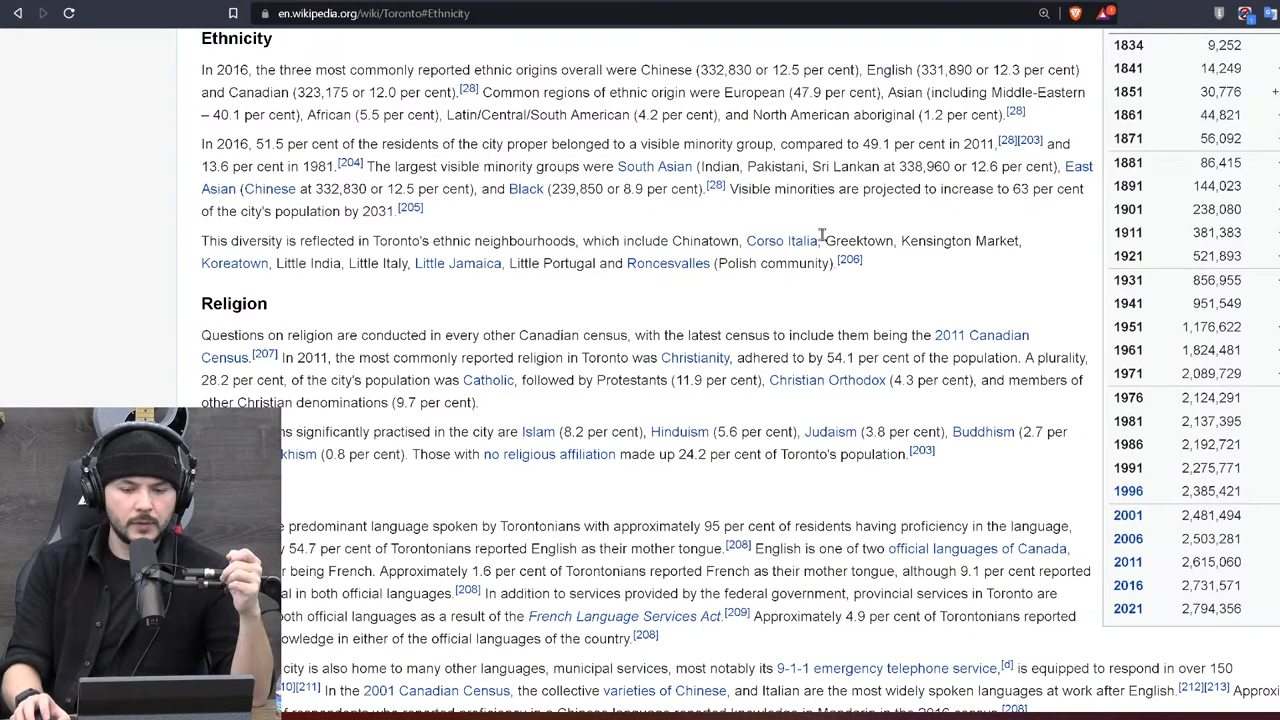 en.wikipedia.org/wiki/Toronto#Ethnicity
Ethnicity
In 2016, the three most commonly reported ethnic origins overall were Chinese (332,830 or 12.5 per cent), English (331,890 or 12.3 per cent)
and Canadian (323,175 or 12.0 per cent).[28] Common regions of ethnic origin were European (47.9 per cent), Asian (including Middle-Eastern
– 40.1 per cent), African (5.5 per cent), Latin/Central/South American (4.2 per cent), and North American aboriginal (1.2 per cent).[28]
In 2016, 51.5 per cent of the residents of the city proper belonged to a visible minority group, compared to 49.1 per cent in 2011,[28][203] and
13.6 per cent in 1981.[204] The largest visible minority groups were South Asian (Indian, Pakistani, Sri Lankan at 338,960 or 12.6 per cent), East
Asian (Chinese at 332,830 or 12.5 per cent), and Black (239,850 or 8.9 per cent).[28] Visible minorities are projected to increase to 63 per cent
of the city's population by 2031.[205]
This diversity is reflected in Toronto's ethnic neighbourhoods, which include Chinatown, Corso Italia, Greektown, Kensington Market,
Koreatown, Little India, Little Italy, Little Jamaica, Little Portugal and Roncesvalles (Polish community).[206]
Religion
Questions on religion are conducted in every other Canadian census, with the latest census to include them being the 2011 Canadian
Census.[207] In 2011, the most commonly reported religion in Toronto was Christianity, adhered to by 54.1 per cent of the population. A plurality,
28.2 per cent, of the city's population was Catholic, followed by Protestants (11.9 per cent), Christian Orthodox (4.3 per cent), and members of
other Christian denominations (9.7 per cent).
ns significantly practised in the city are Islam (8.2 per cent), Hinduism (5.6 per cent), Judaism (3.8 per cent), Buddhism (2.7 per
khism (0.8 per cent). Those with no religious affiliation made up 24.2 per cent of Toronto's population.[203]
e predominant language spoken by Torontonians with approximately 95 per cent of residents having proficiency in the language,
y 54.7 per cent of Torontonians reported English as their mother tongue.[208] English is one of two official languages of Canada,
r being French. Approximately 1.6 per cent of Torontonians reported French as their mother tongue, although 9.1 per cent reported
al in both official languages.[208] In addition to services provided by the federal government, provincial services in Toronto are
both official languages as a result of the French Language Services Act.[209] Approximately 4.9 per cent of Torontonians reported
owledge in either of the official languages of the country.[208]
city is also home to many other languages, municipal services, most notably its 9-1-1 emergency telephone service,[d] is equipped to respond in over 150
10][211] In the 2001 Canadian Census, the collective varieties of Chinese, and Italian are the most widely spoken languages at work after English.[212][213] Approxi
of respondents who reported proficiency in a Chinese language reported knowledge in Mandarin in the 2016 census.[208]
1834 9,252
1841 14,249
1851 30,776 +
1861 44,821
1871 56,092
1881 86,415
1891 144,023
1901 238,080
1911 381,383
1921 521,893
1931 856,955
1941 951,549
1951 1,176,622
1961 1,824,481
1971 2,089,729
1976 2,124,291
1981 2,137,395
1986 2,192,721
1991 2,275,771
1996 2,385,421
2001 2,481,494
2006 2,503,281
2011 2,615,060
2016 2,731,571
2021 2,794,356